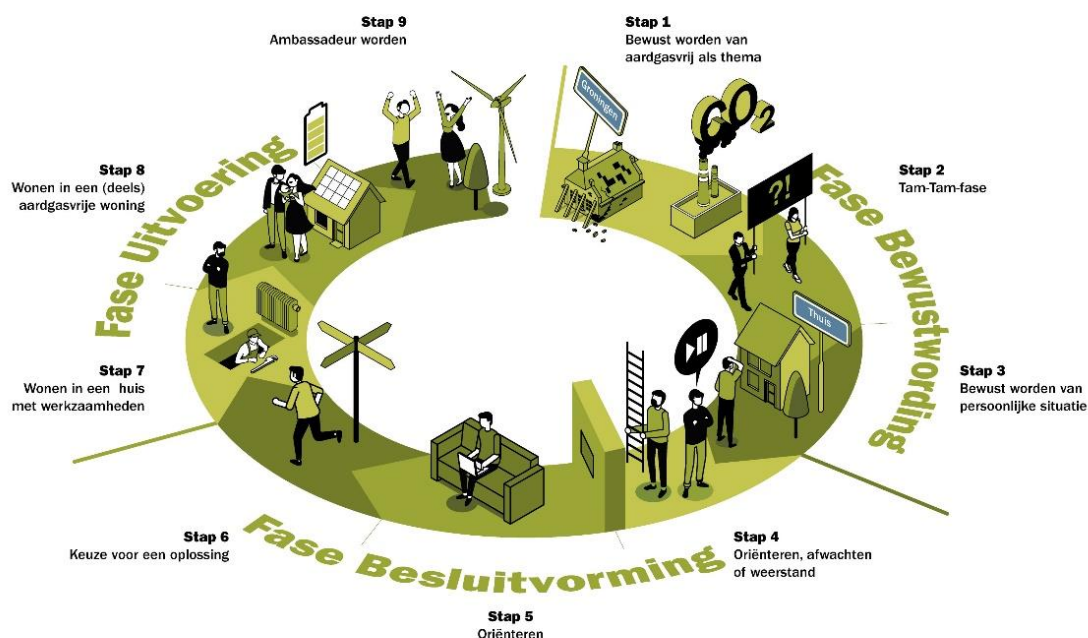 Stap 1
Bewust worden van
aardgasvrij als thema
Groningen
CO2
Stap 2
Tam-Tam-fase
?!
Fase Bewustwording
Thuis
Stap 3
Bewust worden van
persoonlijke situatie
Stap 4
Oriënteren, afwachten
of weerstand
Fase Besluitvorming
Stap 5
Oriënteren
Stap 6
Keuze voor een oplossing
Stap 7
Wonen in een huis
met werkzaamheden
Fase Uitvoering
Stap 8
Wonen in een (deels)
aardgasvrije woning
Stap 9
Ambassadeur worden